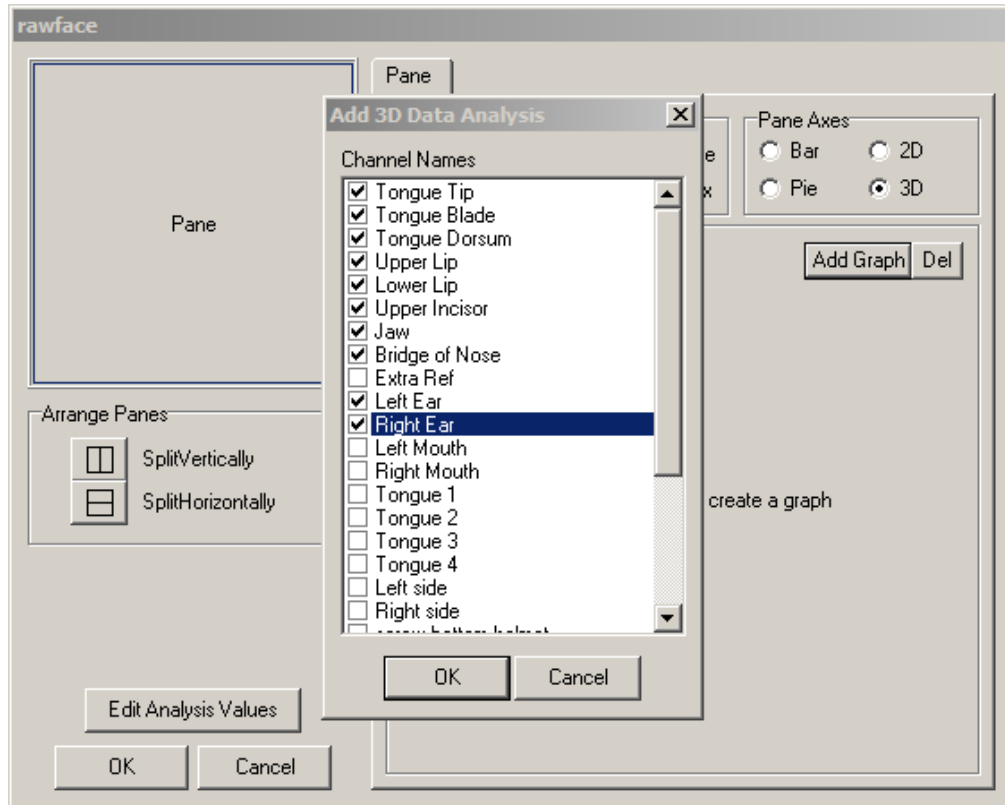 rawface
Pane
Pane
Add 3D Data Analysis
Channel Names
Tongue Tip
Tongue Blade
Tongue Dorsum
Upper Lip
Lower Lip
Upper Incisor
Jaw
Bridge of Nose
Extra Ref
Left Ear
Right Ear
Left Mouth
Right Mouth
Tongue 1
Tongue 2
Tongue 3
Tongue 4
Left side
Right side
OK Cancel
Pane Axes
Bar 2D
Pie 3D
Add Graph Del
create a graph
Arrange Panes
SplitVertically
SplitHorizontally
Edit Analysis Values
OK Cancel